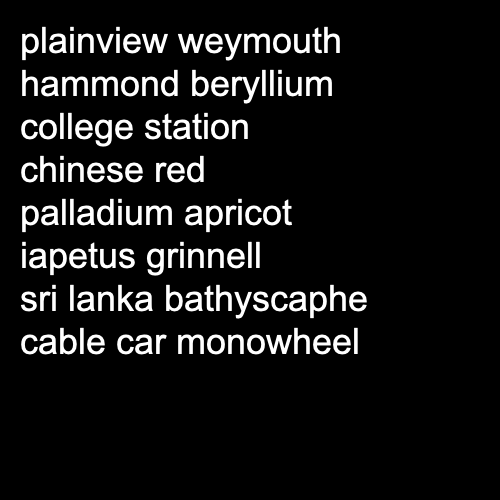 plainview weymouth
hammond beryllium
college station
chinese red
palladium apricot
iapetus grinnell
sri lanka bathyscaphe
cable car monowheel